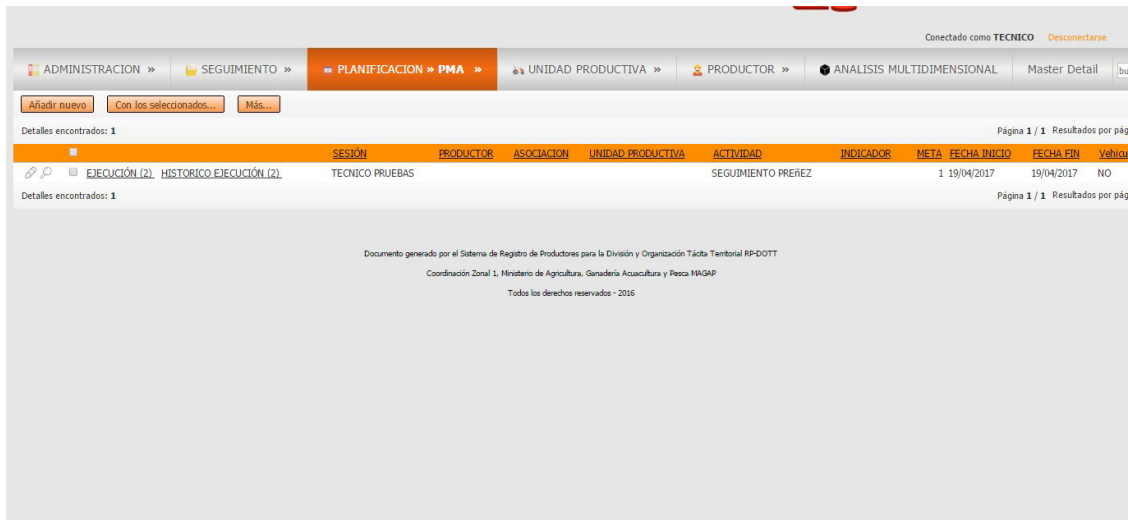 Conectado como TECNICO Desconectarse
ADMINISTRACION » SEGUIMIENTO » PLANIFICACION » PMA » UNIDAD PRODUCTIVA » PRODUCTOR » ANALISIS MULTIDIMENSIONAL Master Detail bu
Añadir nuevo Con los seleccionados... Más...
Detalles encontrados: 1 Página 1 / 1 Resultados por pág
SESIÓN PRODUCTOR ASOCIACION UNIDAD PRODUCTIVA ACTIVIDAD INDICADOR META FECHA INICIO FECHA FIN Vehicu
EJECUCIÓN (2) HISTORICO EJECUCIÓN (2) TECNICO PRUEBAS SEGUIMIENTO PREñEZ 1 19/04/2017 19/04/2017 NO
Detalles encontrados: 1 Página 1 / 1 Resultados por pág
Documento generado por el Sistema de Registro de Productores para la División y Organización Tácita Territorial RP-DOTT
Coordinación Zonal 1, Ministerio de Agricultura, Ganadería Acuacultura y Pesca MAGAP
Todos los derechos reservados - 2016